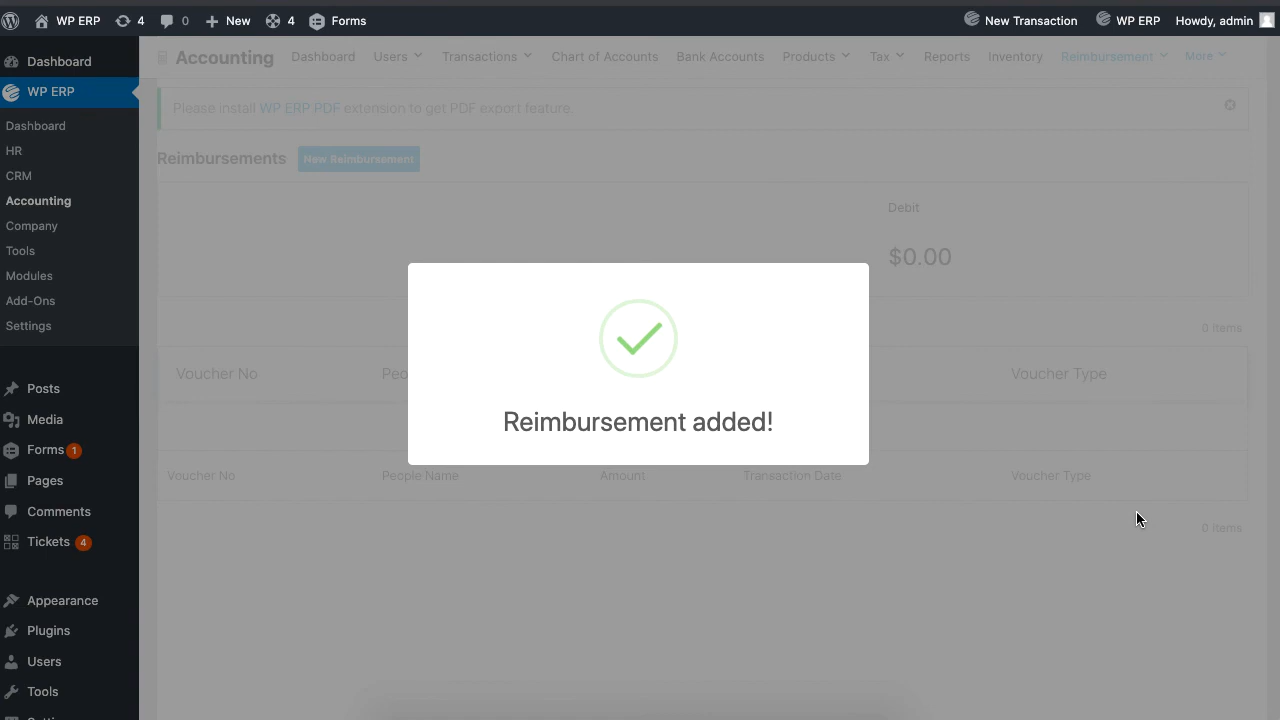 WP ERP 4 0 New 4 Forms New Transaction WP ERP Howdy, admin
Dashboard
WP ERP
Dashboard
HR
CRM
Accounting
Company
Tools
Modules
Add-Ons
Settings
Posts
Media
Forms 1
Pages
Comments
Tickets 4
Appearance
Plugins
Users
Tools
Accounting Dashboard Users Transactions Chart of Accounts Bank Accounts Products Tax Reports Inventory Reimbursement More
Please install WP ERP PDF extension to get PDF export feature.
Reimbursements New Reimbursement
Debit
$0.00
0 items
Voucher No Voucher Type
Reimbursement added!
Voucher No People Name Amount Transaction Date Voucher Type
0 items